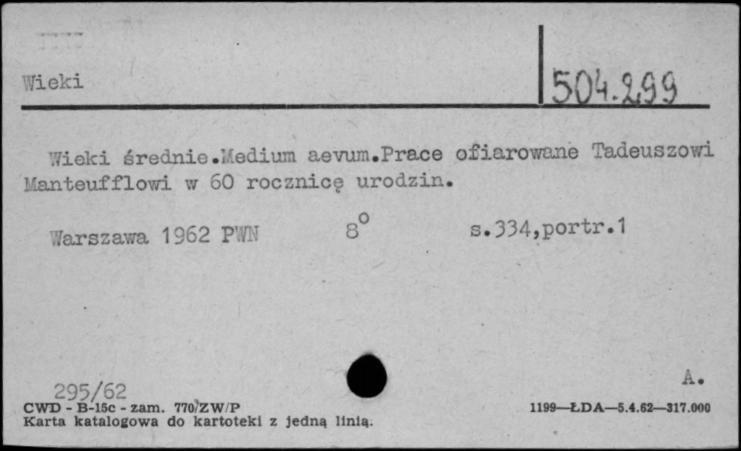 Wieki
504.299
Wieki średnie.Medium aevum.Prace ofiarowane Tadeuszowi
Manteufflowi w 60 rocznicę urodzin.
Warszawa 1962 PWN 8° s.334,portr.1
295/62
A.
CWD - B-15c - zam. 770/ZW/P
1199—ŁDA—5.4.62—317.000
Karta katalogowa do kartoteki z jedną linią.